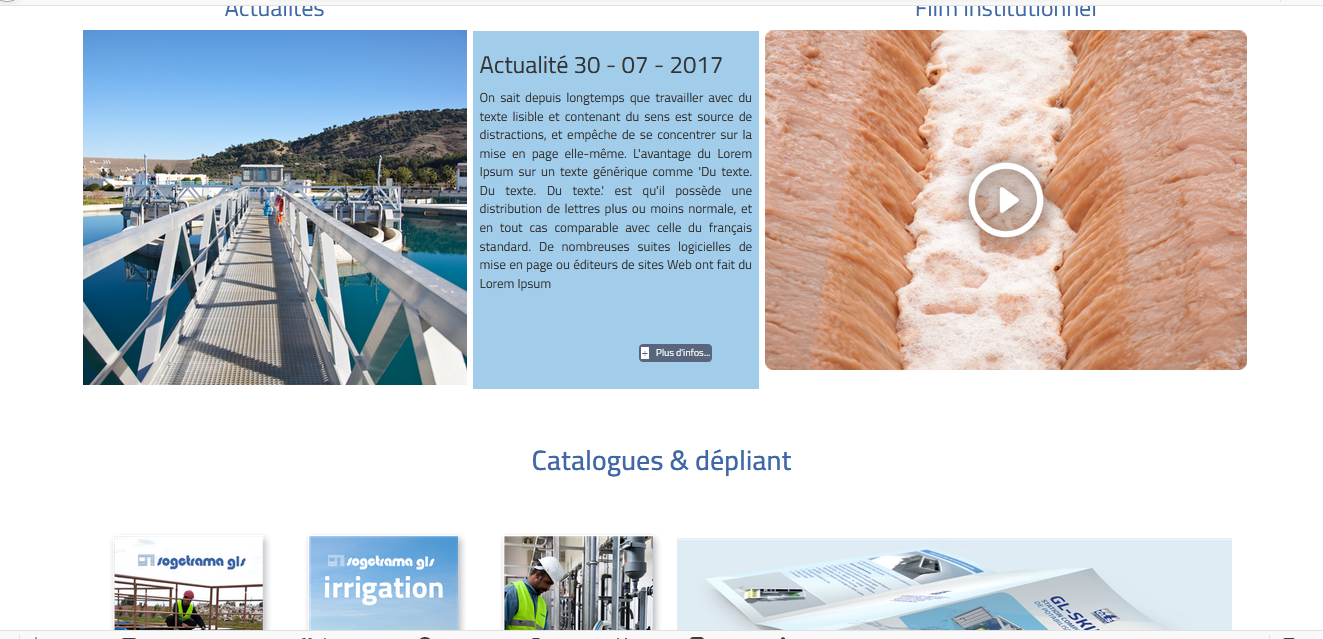 Actualités
Film institutionnel
Actualité 30 - 07 - 2017
On sait depuis longtemps que travailler avec du
texte lisible et contenant du sens est source de
distractions, et empêche de se concentrer sur la
mise en page elle-même. L'avantage du Lorem
Ipsum sur un texte générique comme 'Du texte.
Du texte. Du texte.' est qu'il possède une
distribution de lettres plus ou moins normale, et
en tout cas comparable avec celle du français
standard. De nombreuses suites logicielles de
mise en page ou éditeurs de sites Web ont fait du
Lorem Ipsum
Plus d'infos...
Catalogues & dépliant
sogetrama gls
sogetrama gls
irrigation